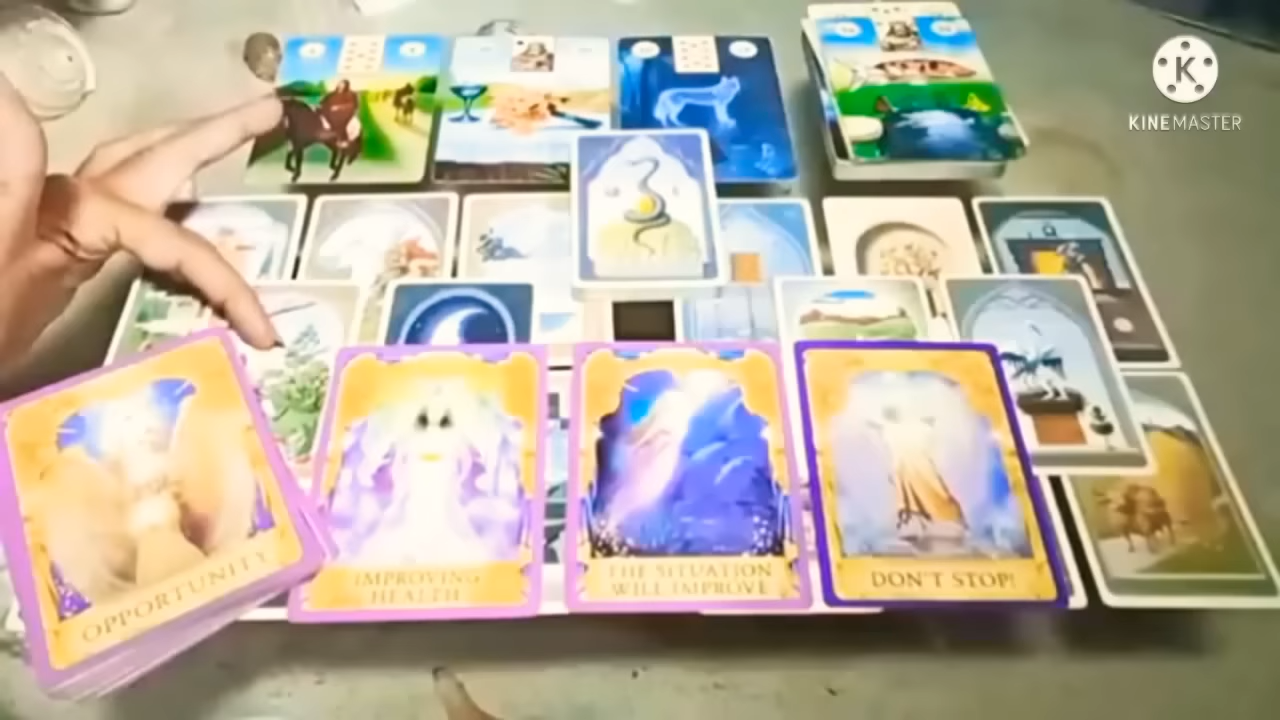 K
KINEMASTER
OPPORTUNITY
IMPROVING
HEALTH
THE SITUATION
WILL IMPROVE
DON'T STOP!